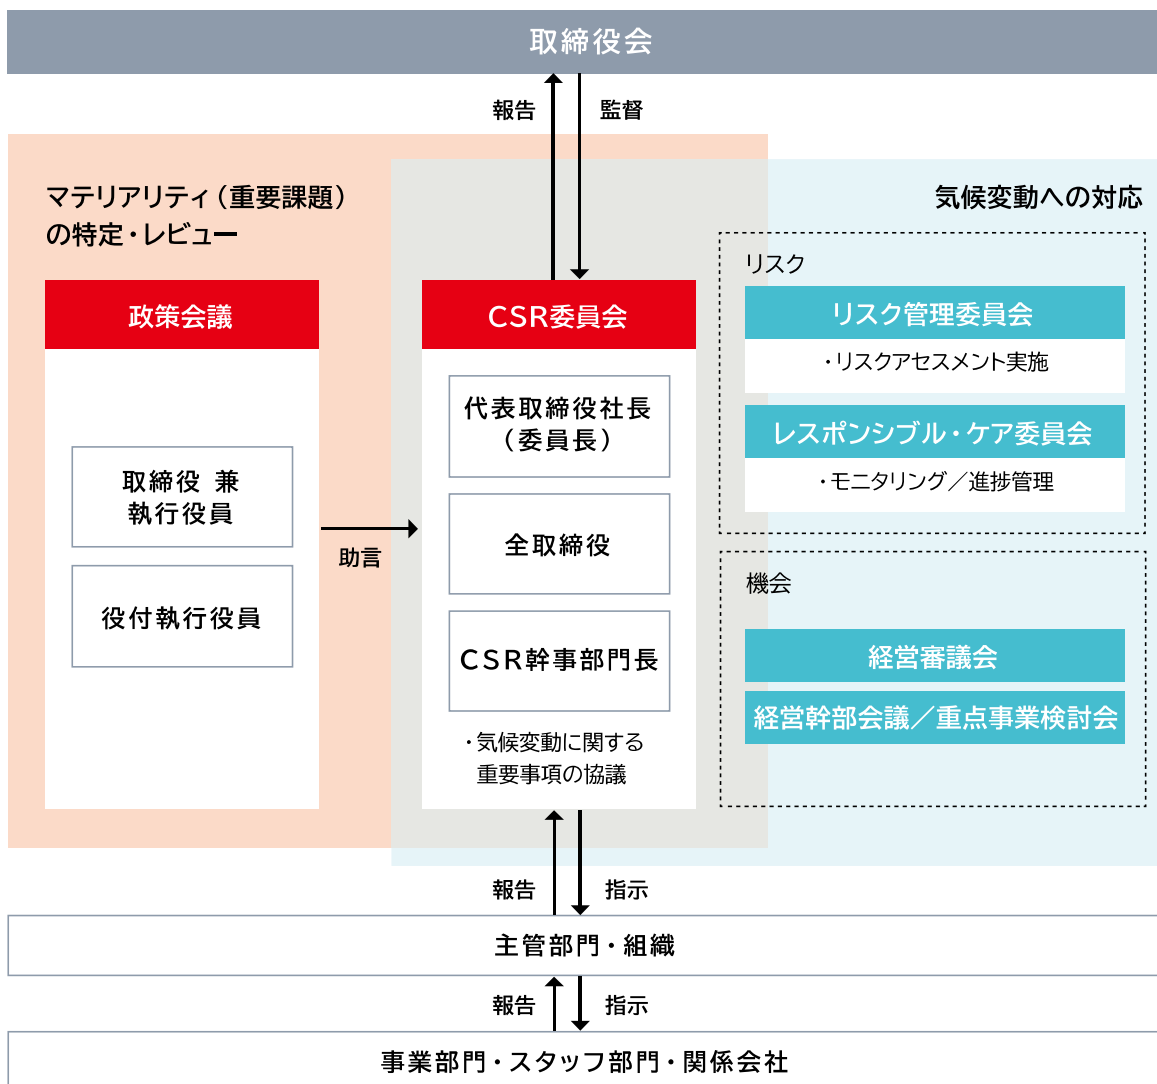 取締役会
報告
監督
マテリアリティ（重要課題）
の特定・レビュー
政策会議
取締役 兼
執行役員
役付執行役員
助言
CSR委員会
代表取締役社長
（委員長）
全取締役
CSR幹事部門長
・気候変動に関する
重要事項の協議
気候変動への対応
リスク
リスク管理委員会
・リスクアセスメント実施
レスポンシブル・ケア委員会
・モニタリング／進捗管理
機会
経営審議会
経営幹部会議／重点事業検討会
報告
指示
主管部門・組織
報告
指示
事業部門・スタッフ部門・関係会社